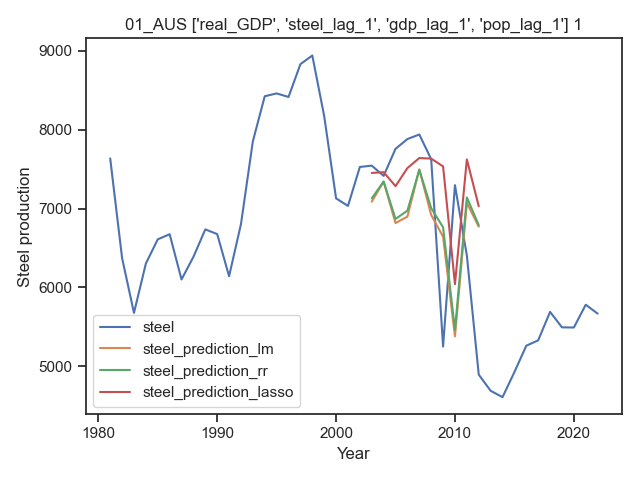 01_AUS ['real_GDP', 'steel_lag_1', 'gdp_lag_1', 'pop_lag_1'] 1
9000
8000
7000
6000
5000
Steel production
steel
steel_prediction_lm
steel_prediction_rr
steel_prediction_lasso
1980
1990
2000
2010
2020
Year